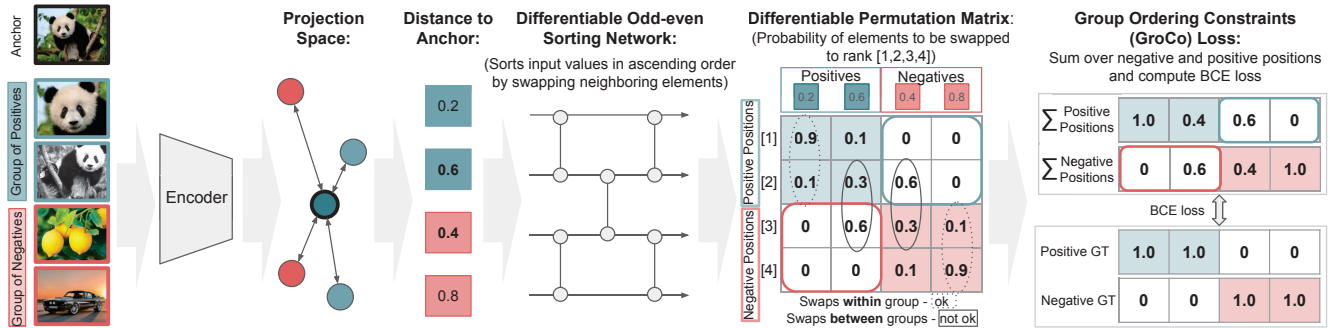 Anchor
Group of Positives
Group of Negatives
Encoder
Projection
Space:
Distance to
Anchor:
0.2
0.6
0.4
0.8
Differentiable Odd-even
Sorting Network:
(Sorts input values in ascending order
by swapping neighboring elements)
Differentiable Permutation Matrix:
(Probability of elements to be swapped
to rank [1,2,3,4])
Positives Negatives
0.2 0.6 0.4 0.8
Positive Positions
Negative Positions
[1] 0.9 0.1 0 0
[2] 0.1 0.3 0.6 0
[3] 0 0.6 0.3 0.1
[4] 0 0 0.1 0.9
Swaps within group - ok
Swaps between groups - not ok
Group Ordering Constraints
(GroCo) Loss:
Sum over negative and positive positions
and compute BCE loss
∑ Positive
Positions
1.0 0.4 0.6 0
∑ Negative
Positions
0 0.6 0.4 1.0
BCE loss
Positive GT 1.0 1.0 0 0
Negative GT 0 0 1.0 1.0